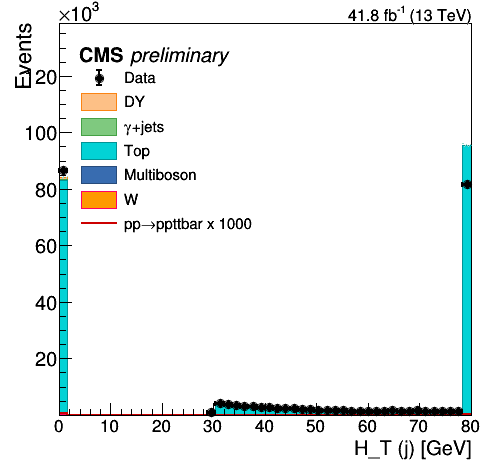 ×10³
41.8 fb⁻¹ (13 TeV)
Events
CMS preliminary
Data
DY
γ+jets
Top
Multiboson
W
pp→ppttbar x 1000
120
100
80
60
40
20
0 10 20 30 40 50 60 70 80
H_T (j) [GeV]